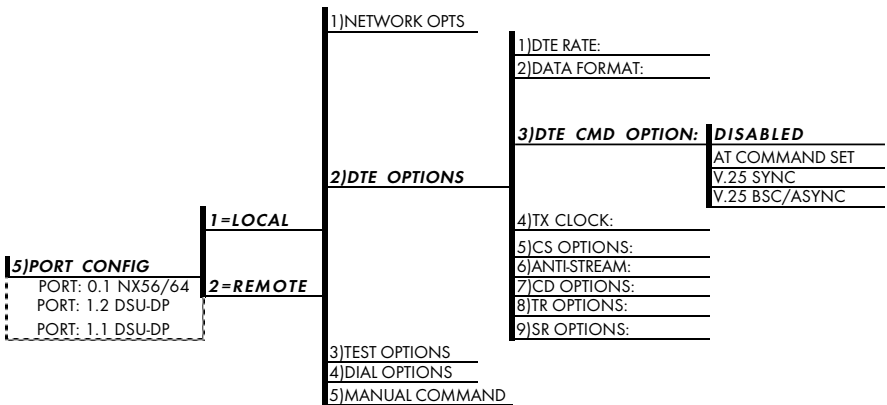 1)NETWORK OPTS
1)DTE RATE:
2)DATA FORMAT:
3)DTE CMD OPTION: DISABLED
AT COMMAND SET
2)DTE OPTIONS
V.25 SYNC
V.25 BSC/ASYNC
1=LOCAL
4)TX CLOCK:
5)CS OPTIONS:
5)PORT CONFIG
6)ANTI-STREAM:
PORT: 0.1 NX56/64
2=REMOTE
7)CD OPTIONS:
PORT: 1.2 DSU-DP
8)TR OPTIONS:
PORT: 1.1 DSU-DP
9)SR OPTIONS:
3)TEST OPTIONS
4)DIAL OPTIONS
5)MANUAL COMMAND